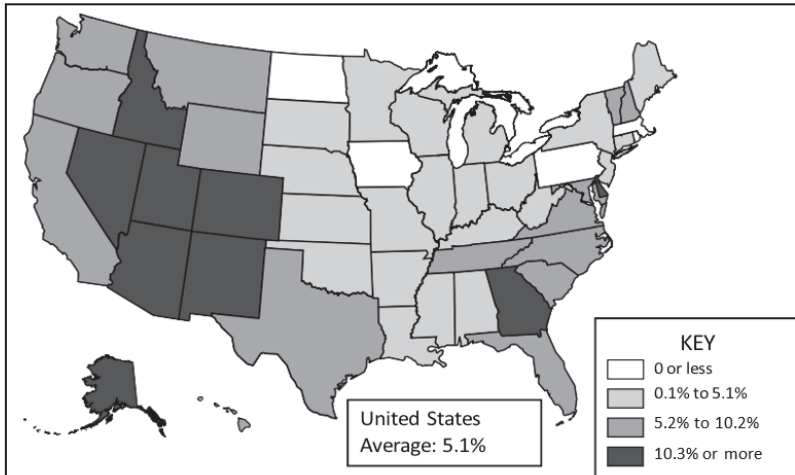 United States
Average: 5.1%
KEY
0 or less
0.1% to 5.1%
5.2% to 10.2%
10.3% or more